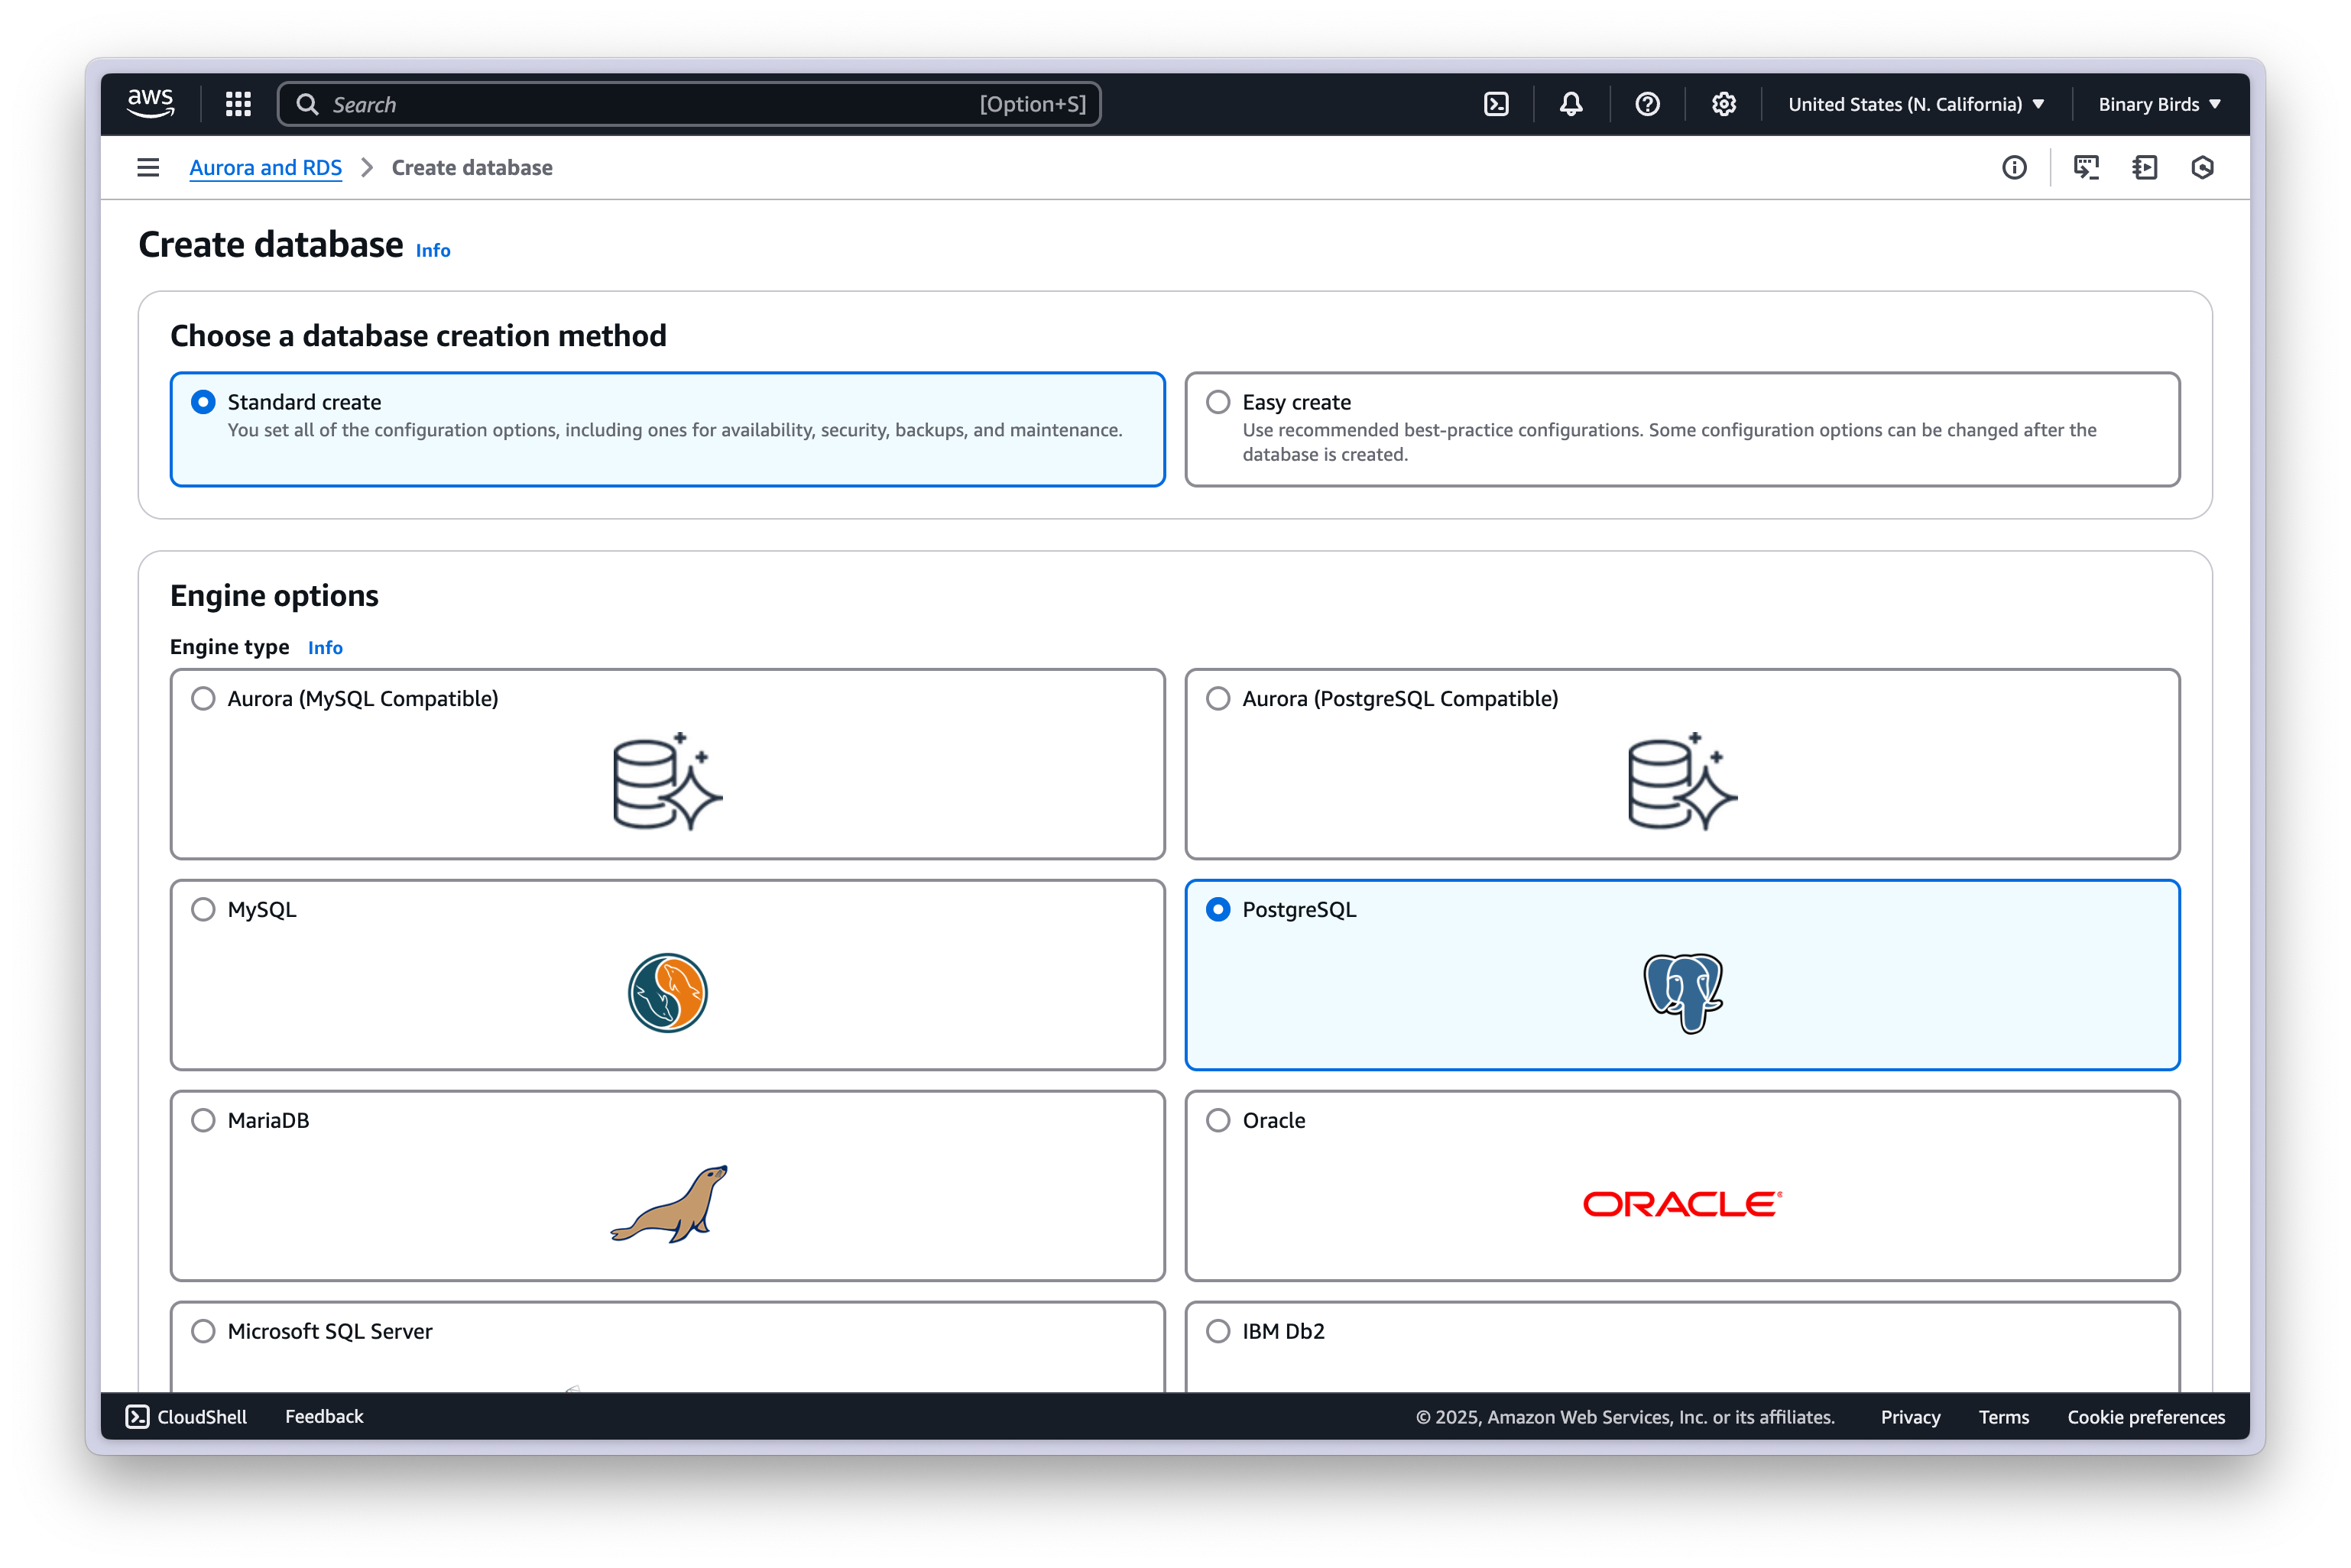 aws
Search [Option+S]
United States (N. California)
Binary Birds
Aurora and RDS
Create database
Create database Info
Choose a database creation method
Standard create
You set all of the configuration options, including ones for availability, security, backups, and maintenance.
Easy create
Use recommended best-practice configurations. Some configuration options can be changed after the
database is created.
Engine options
Engine type Info
Aurora (MySQL Compatible)
Aurora (PostgreSQL Compatible)
MySQL
PostgreSQL
MariaDB
Oracle
ORACLE®
Microsoft SQL Server
IBM Db2
CloudShell
Feedback
© 2025, Amazon Web Services, Inc. or its affiliates.
Privacy
Terms
Cookie preferences